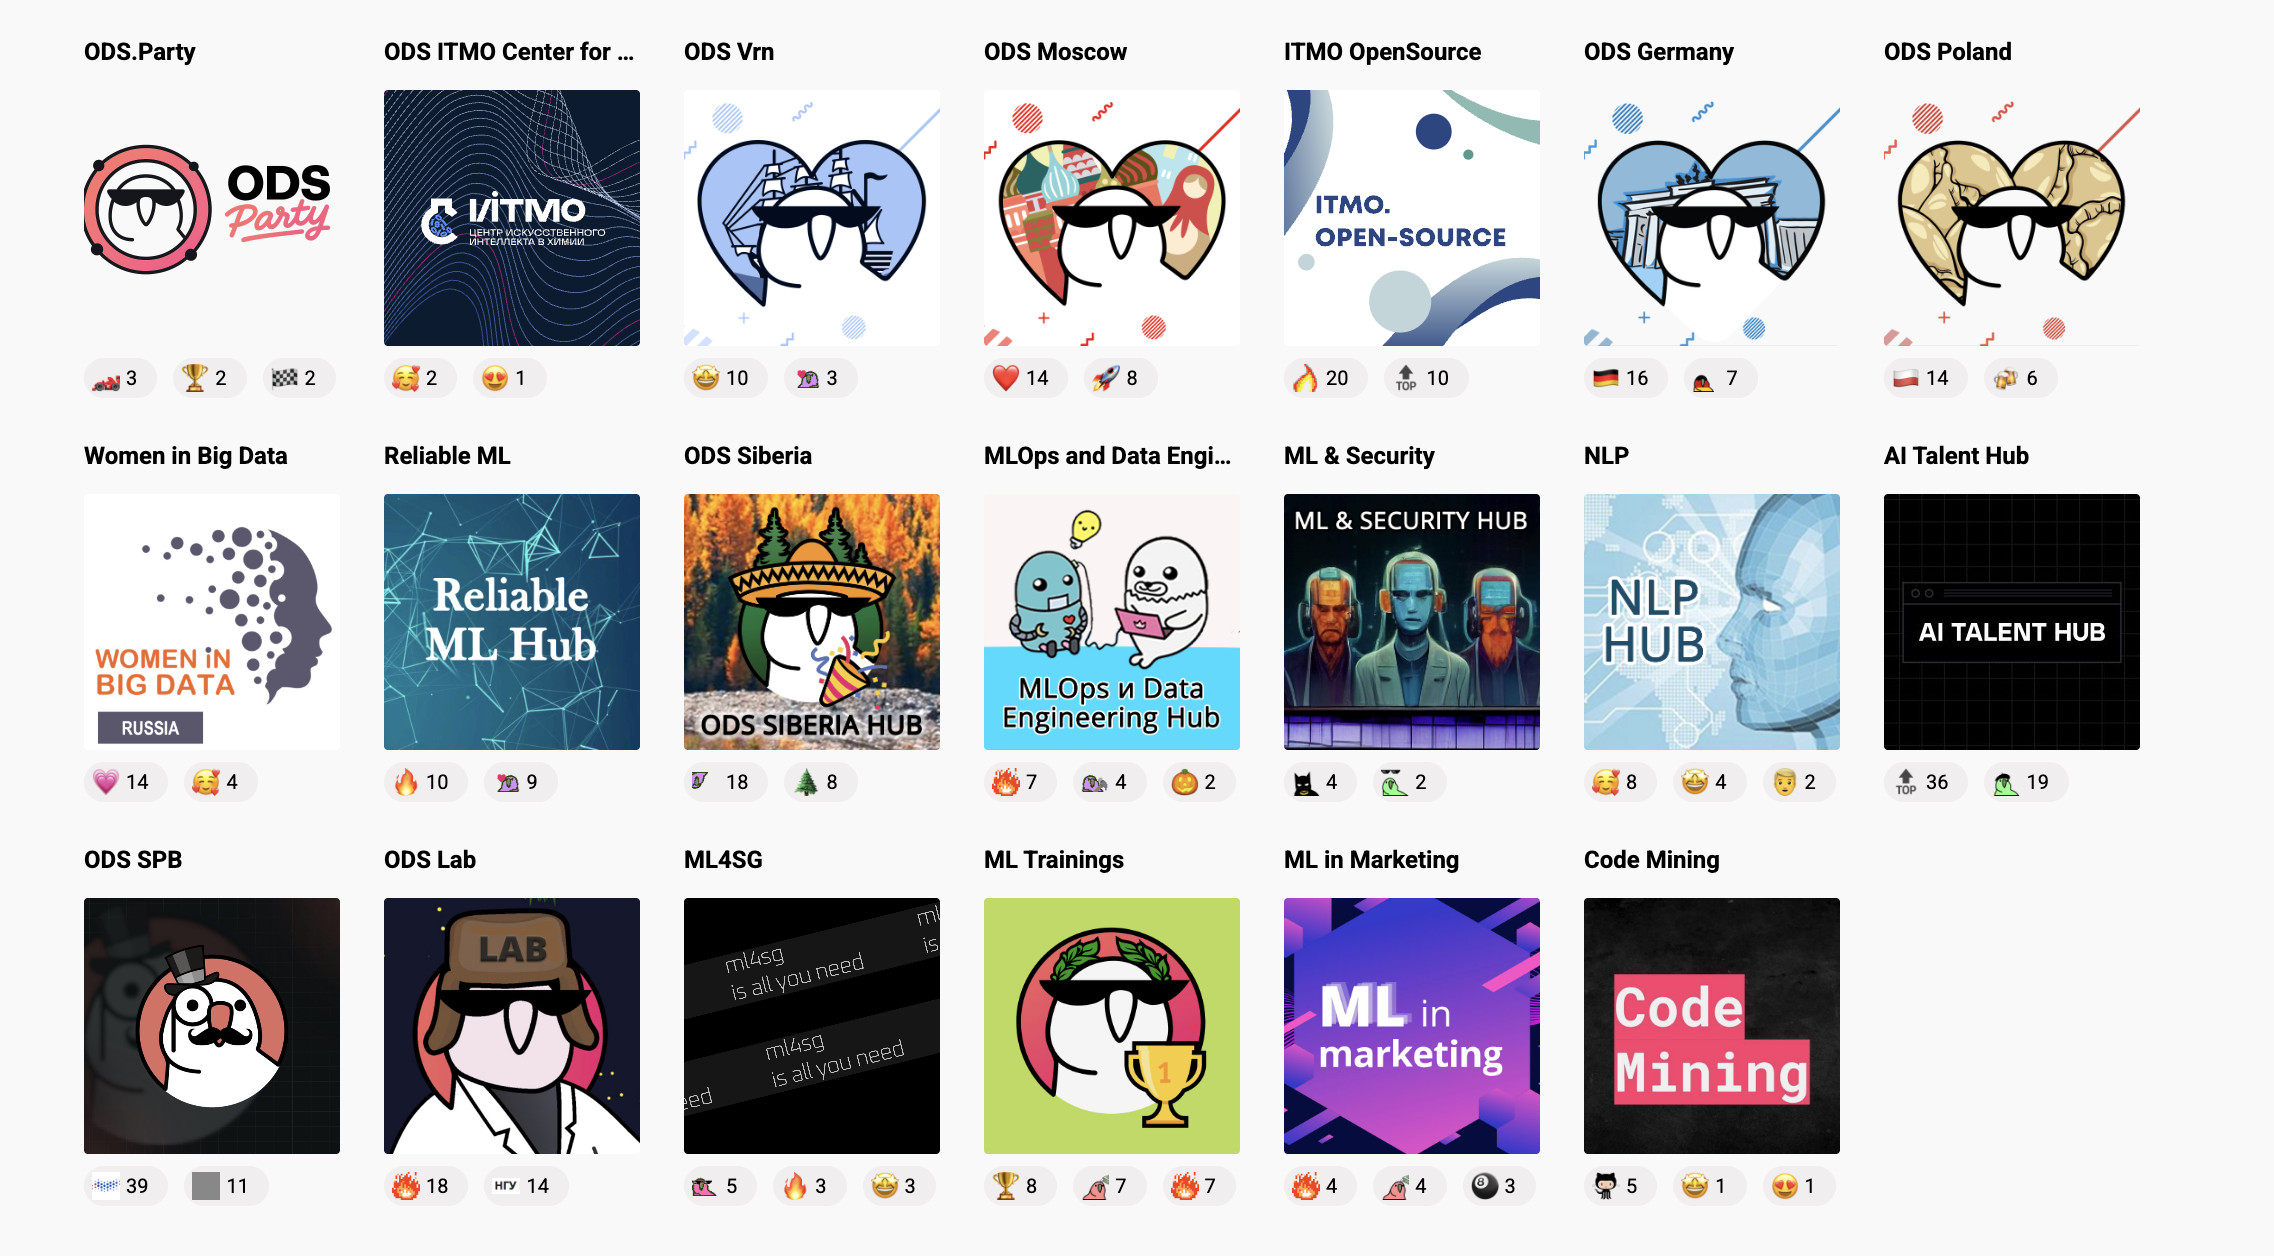 ODS.Party
ODS ITMO Center for ...
ODS Vrn
ODS Moscow
ITMO OpenSource
ODS Germany
ODS Poland
ODS
Party
ИТМО
ЦЕНТР ИСКУССТВЕННОГО
ИНТЕЛЛЕКТА В ХИМИИ
ITMO.
OPEN-SOURCE
3
2
2
2
1
10
3
14
8
20
TOP
10
16
7
14
6
Women in Big Data
Reliable ML
ODS Siberia
MLOps and Data Engi...
ML & Security
NLP
AI Talent Hub
WOMEN iN
BIG DATA
RUSSIA
Reliable
ML Hub
ODS SIBERIA HUB
MLOps и Data
Engineering Hub
ML & SECURITY HUB
NLP
HUB
AI TALENT HUB
14
4
10
9
18
8
7
4
2
4
2
8
4
2
TOP
36
19
ODS SPB
ODS Lab
ML4SG
ML Trainings
ML in Marketing
Code Mining
LAB
ml
is
ml4sg
is all you need
ml4sg
is all you need
eed
1
ML in
marketing
Code
Mining
39
11
18
НГУ
14
5
3
3
8
7
7
4
4
8
3
5
1
1